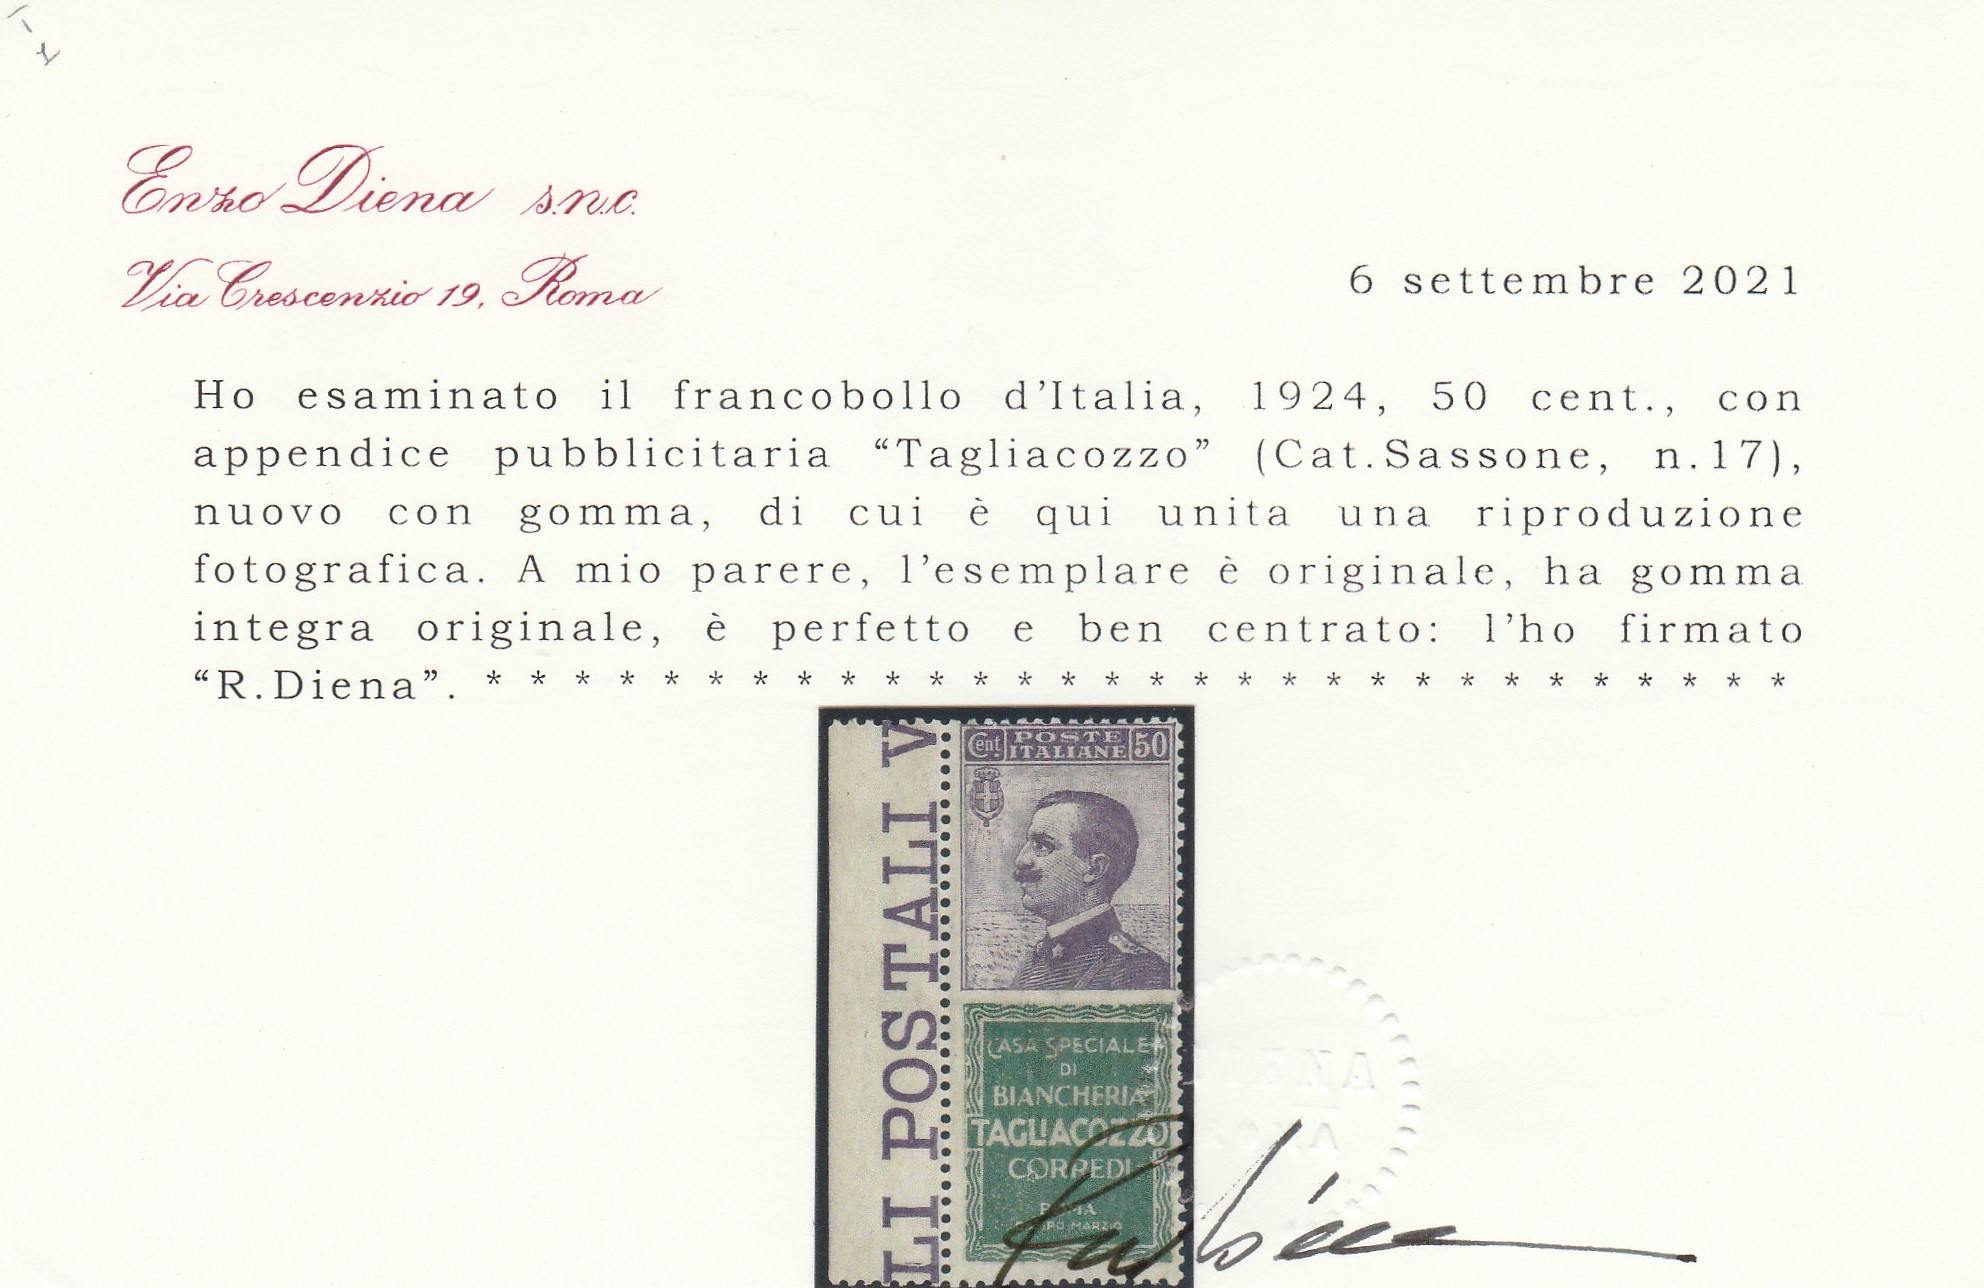 Enzo Diena s.n.c.
Via Crescenzio 19, Roma
6 settembre 2021
Ho esaminato il francobollo d’Italia, 1924, 50 cent., con
appendice pubblicitaria “Tagliacozzo” (Cat.Sassone, n.17),
nuovo con gomma, di cui è qui unita una riproduzione
fotografica. A mio parere, l’esemplare è originale, ha gomma
integra originale, è perfetto e ben centrato: l’ho firmato
“R.Diena”. * * * * * * * * * * * * * * * * * * * * * * * * * * * * * *
LI POSTALI V
Cent POSTE ITALIANE 50
CASA SPECIALE
DI
BIANCHERIA
TAGLIACOZZO
CORREDI
ROMA